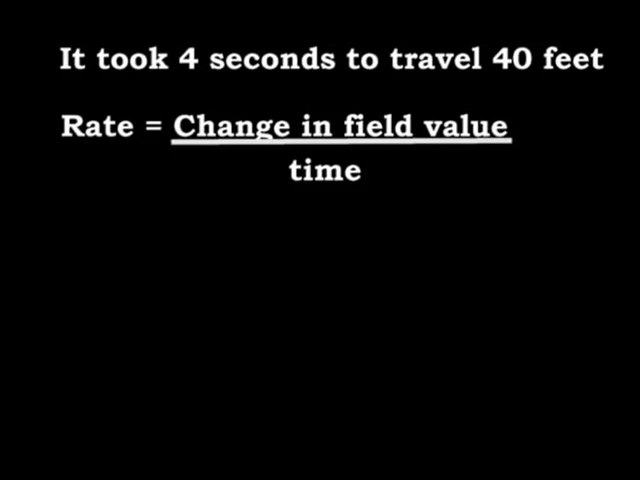 It took 4 seconds to travel 40 feet
Rate = Change in field value
time